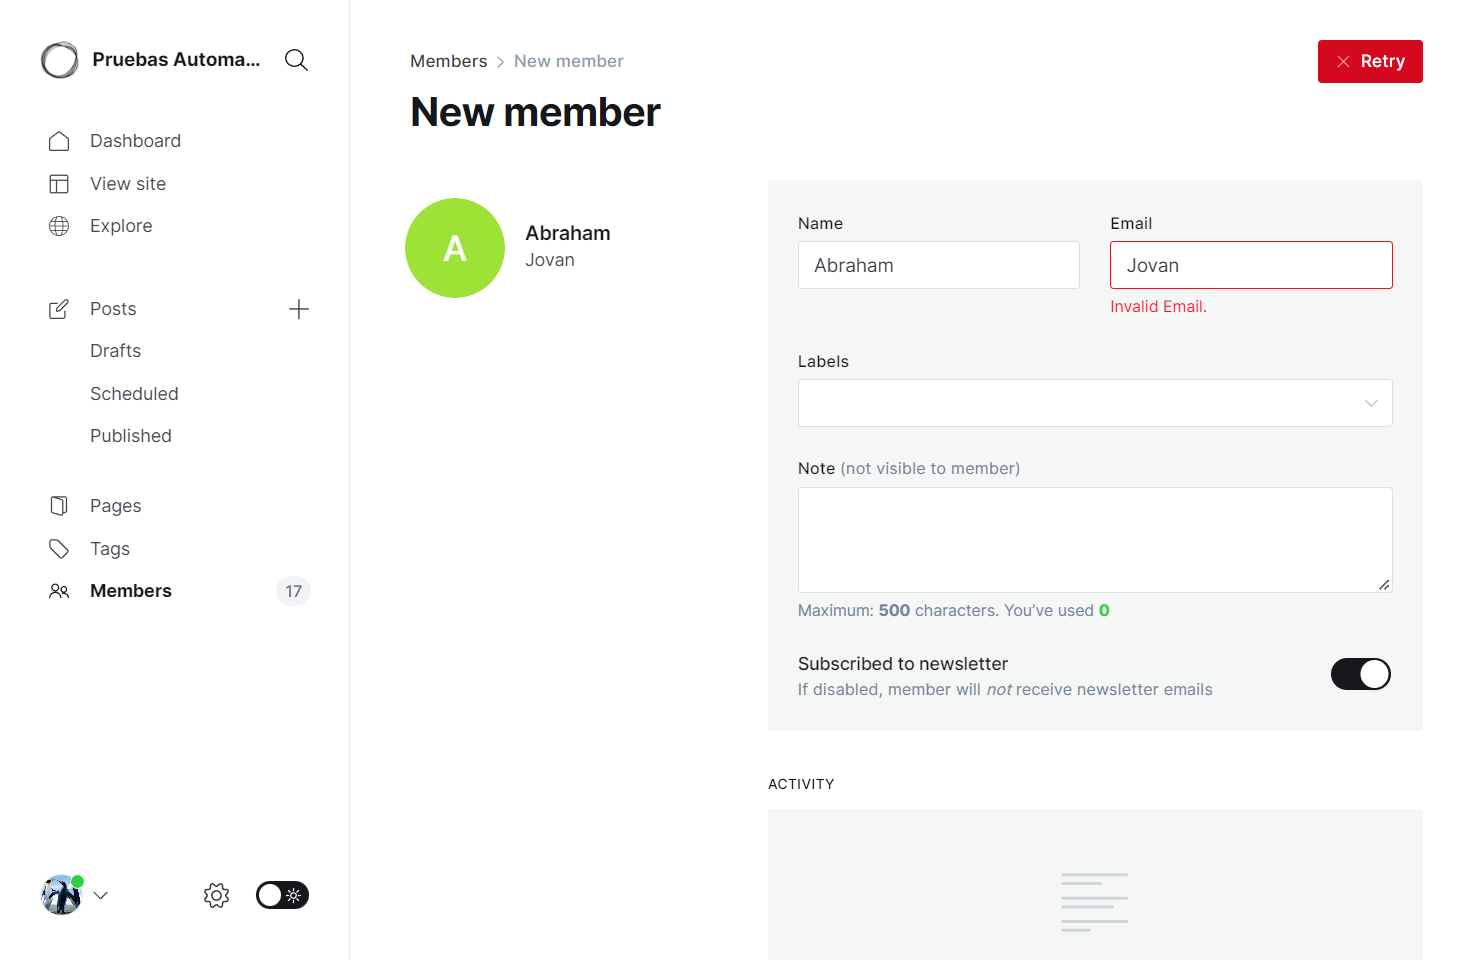 Pruebas Automa...
Dashboard
View site
Explore
Posts
Drafts
Scheduled
Published
Pages
Tags
Members 17
Members > New member
Retry
New member
A
Abraham
Jovan
Name
Abraham
Email
Jovan
Invalid Email.
Labels
Note (not visible to member)
Maximum: 500 characters. You’ve used 0
Subscribed to newsletter
If disabled, member will not receive newsletter emails
ACTIVITY